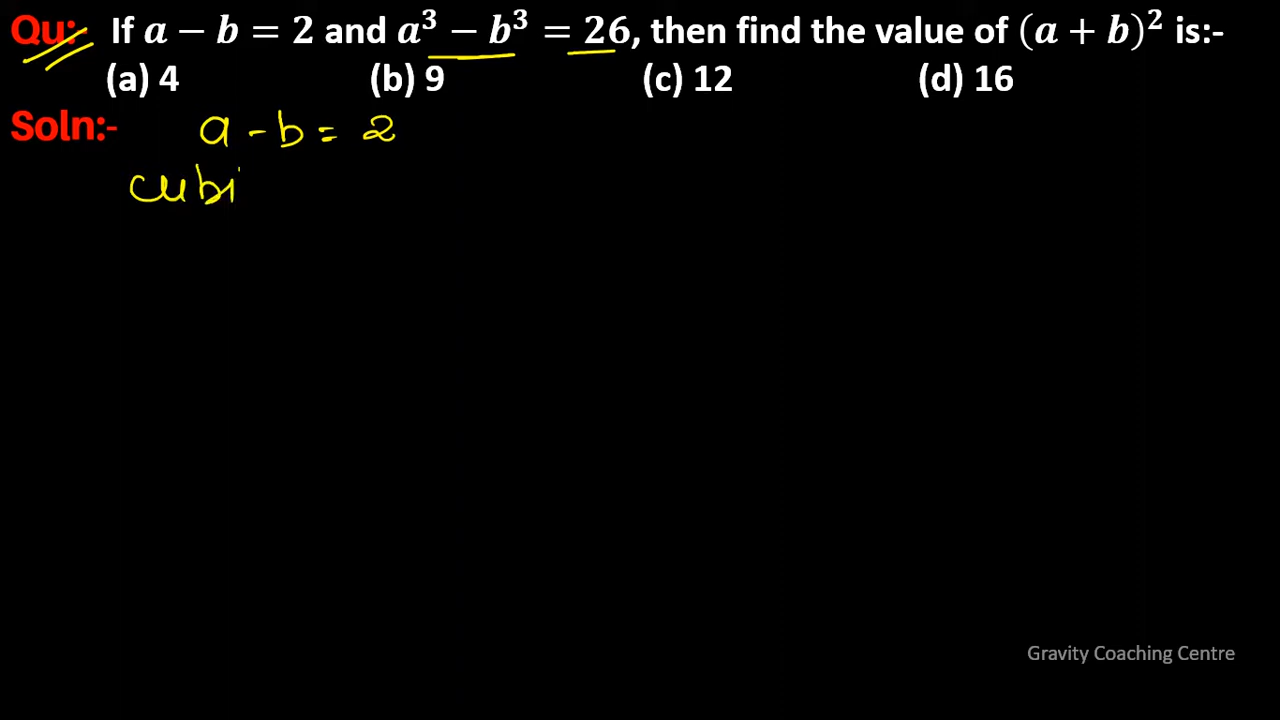 Qu:- If a − b = 2 and a³ − b³ = 26, then find the value of (a + b)² is:-
(a) 4 (b) 9 (c) 12 (d) 16
Soln:- a - b = 2
cubi
Gravity Coaching Centre